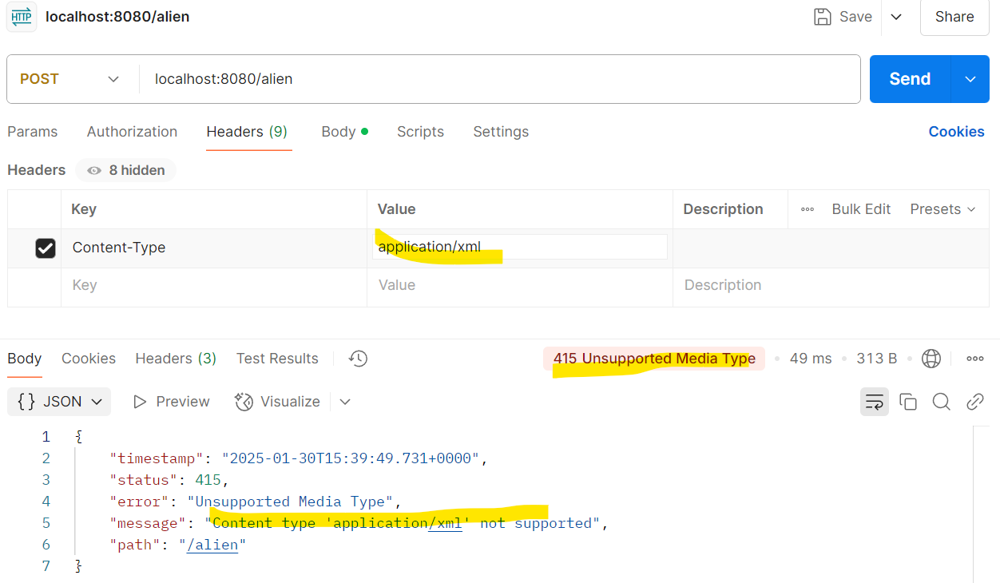 HTTP localhost:8080/alien Save Share
POST localhost:8080/alien Send
Params Authorization Headers (9) Body Scripts Settings Cookies
Headers 8 hidden
Key Value Description Bulk Edit Presets
Content-Type application/xml
Key Value Description
Body Cookies Headers (3) Test Results 415 Unsupported Media Type 49 ms 313 B
{} JSON Preview Visualize
1 {
2 "timestamp": "2025-01-30T15:39:49.731+0000",
3 "status": 415,
4 "error": "Unsupported Media Type",
5 "message": "Content type 'application/xml' not supported",
6 "path": "/alien"
7 }